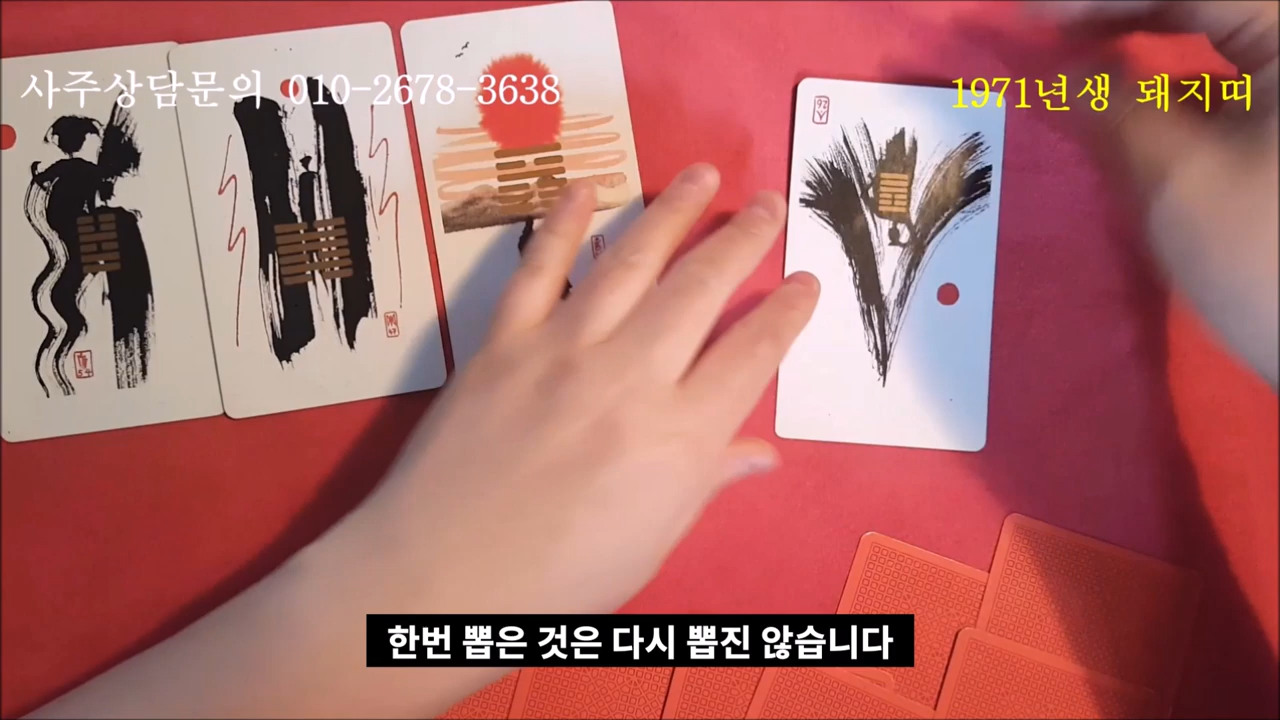 사주상담문의 010-2678-3638
1971년생 돼지띠
한번 뽑은 것은 다시 뽑진 않습니다